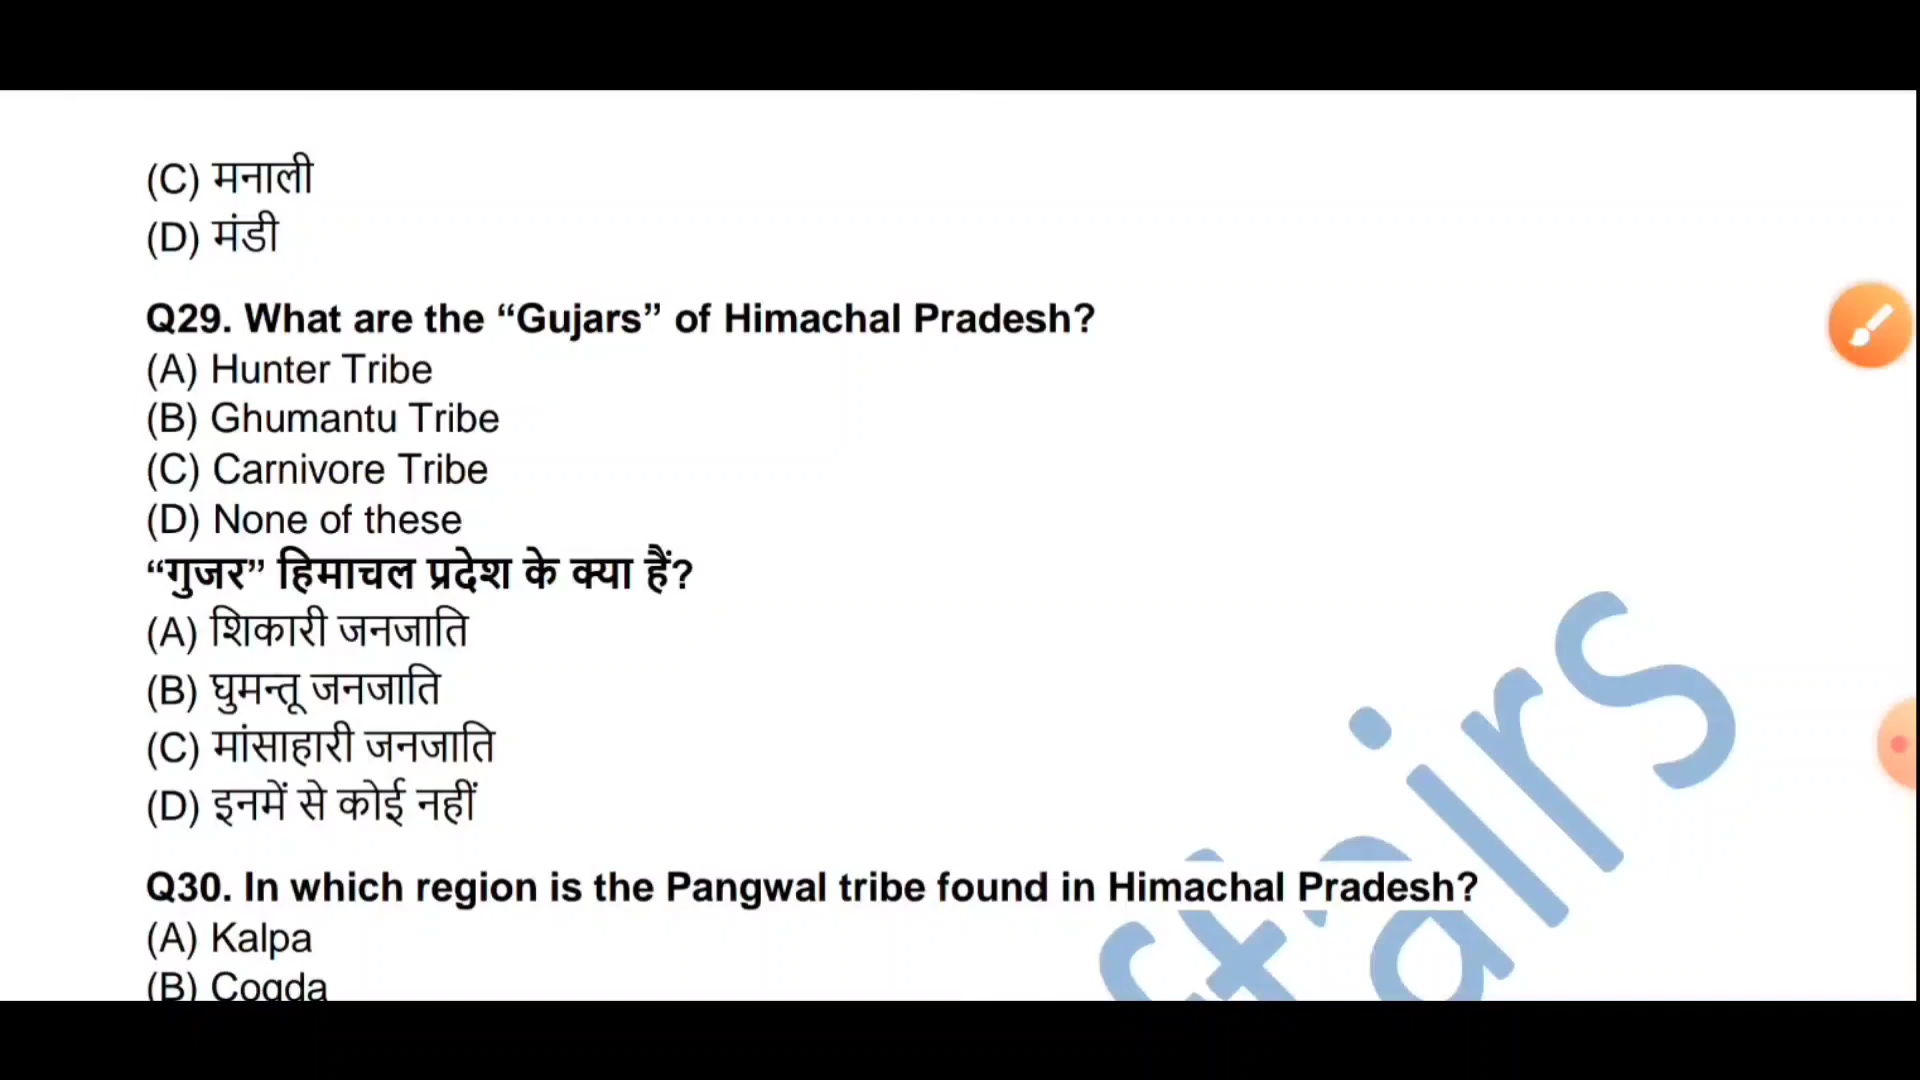 (C) मनाली
(D) मंडी
Q29. What are the “Gujars” of Himachal Pradesh?
(A) Hunter Tribe
(B) Ghumantu Tribe
(C) Carnivore Tribe
(D) None of these
“गुजर” हिमाचल प्रदेश के क्या हैं?
(A) शिकारी जनजाति
(B) घुमन्तू जनजाति
(C) मांसाहारी जनजाति
(D) इनमें से कोई नहीं
Q30. In which region is the Pangwal tribe found in Himachal Pradesh?
(A) Kalpa
(B) Cogda